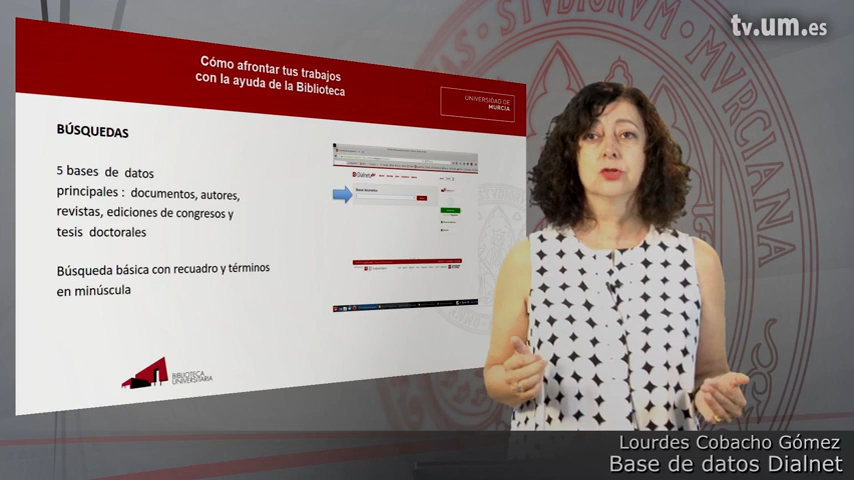 tv.um.es
Cómo afrontar tus trabajos
con la ayuda de la Biblioteca
UNIVERSIDAD DE
MURCIA
BÚSQUEDAS
5 bases de datos
principales : documentos, autores,
revistas, ediciones de congresos y
tesis doctorales
Búsqueda básica con recuadro y términos
en minúscula
Dialnet
BIBLIOTECA
UNIVERSITARIA
MVRCIANA
Lourdes Cobacho Gómez
Base de datos Dialnet